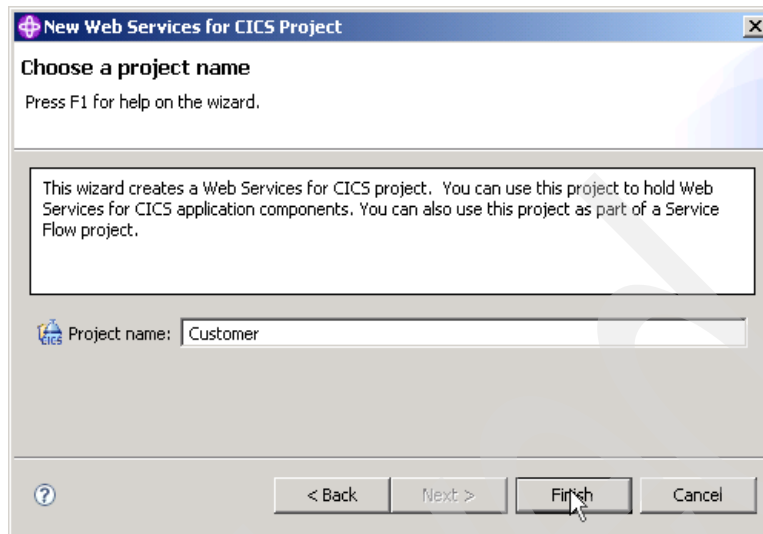 New Web Services for CICS Project
Choose a project name
Press F1 for help on the wizard.
This wizard creates a Web Services for CICS project. You can use this project to hold Web
Services for CICS application components. You can also use this project as part of a Service
Flow project.
CICS Project name: Customer
? < Back Next > Finish Cancel